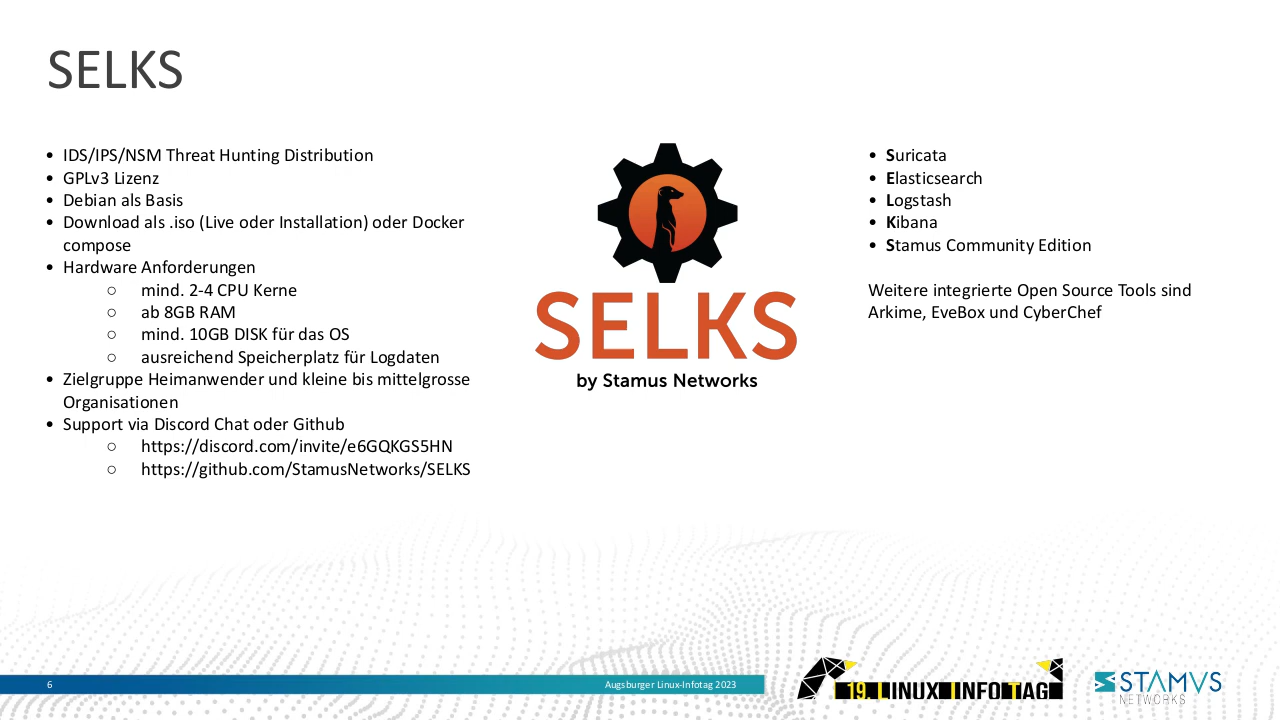 SELKS
• IDS/IPS/NSM Threat Hunting Distribution
• GPLv3 Lizenz
• Debian als Basis
• Download als .iso (Live oder Installation) oder Docker
compose
• Hardware Anforderungen
○ mind. 2-4 CPU Kerne
○ ab 8GB RAM
○ mind. 10GB DISK für das OS
○ ausreichend Speicherplatz für Logdaten
• Zielgruppe Heimanwender und kleine bis mittelgrosse
Organisationen
• Support via Discord Chat oder Github
○ https://discord.com/invite/e6GQKGS5HN
○ https://github.com/StamusNetworks/SELKS
SELKS
by Stamus Networks
• Suricata
• Elasticsearch
• Logstash
• Kibana
• Stamus Community Edition
Weitere integrierte Open Source Tools sind
Arkime, EveBox und CyberChef
6
Augsburger Linux-Infotag 2023
19. LINUX INFO TAG
STAMVS
NETWORKS